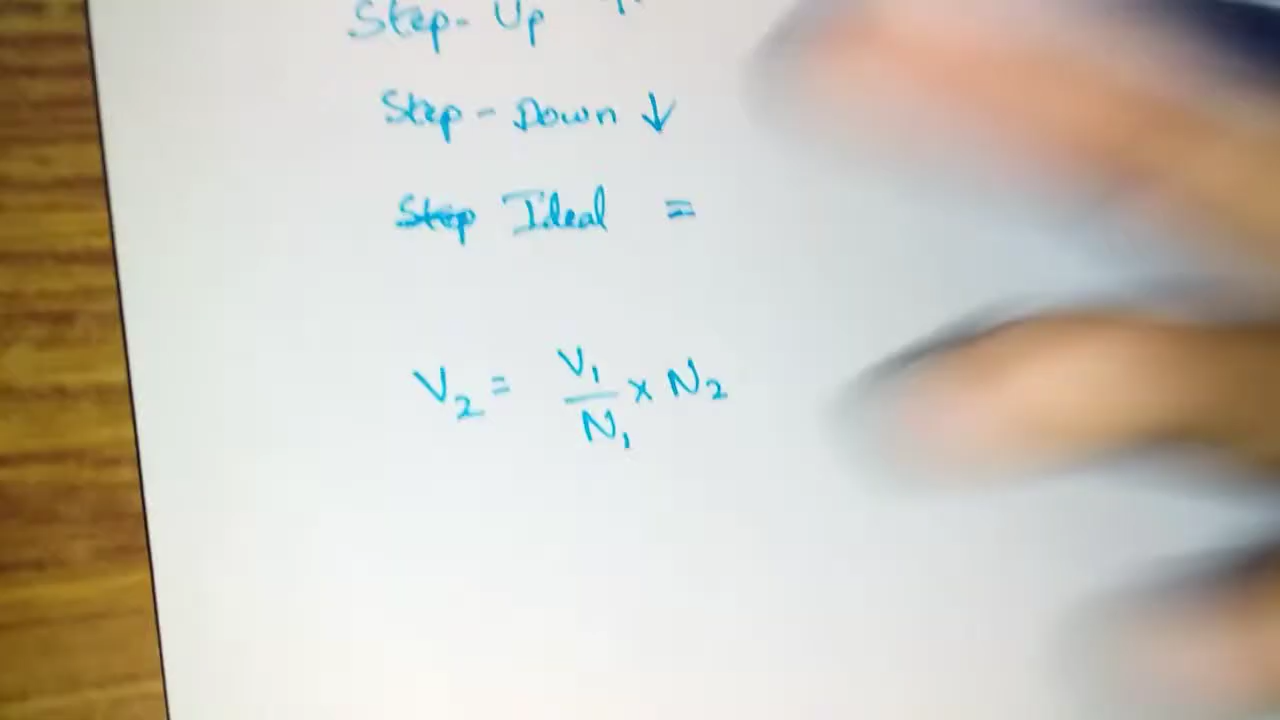 Step-Up
Step-Down ↓
Step Ideal =
V₂ = V₁/N₁ × N₂